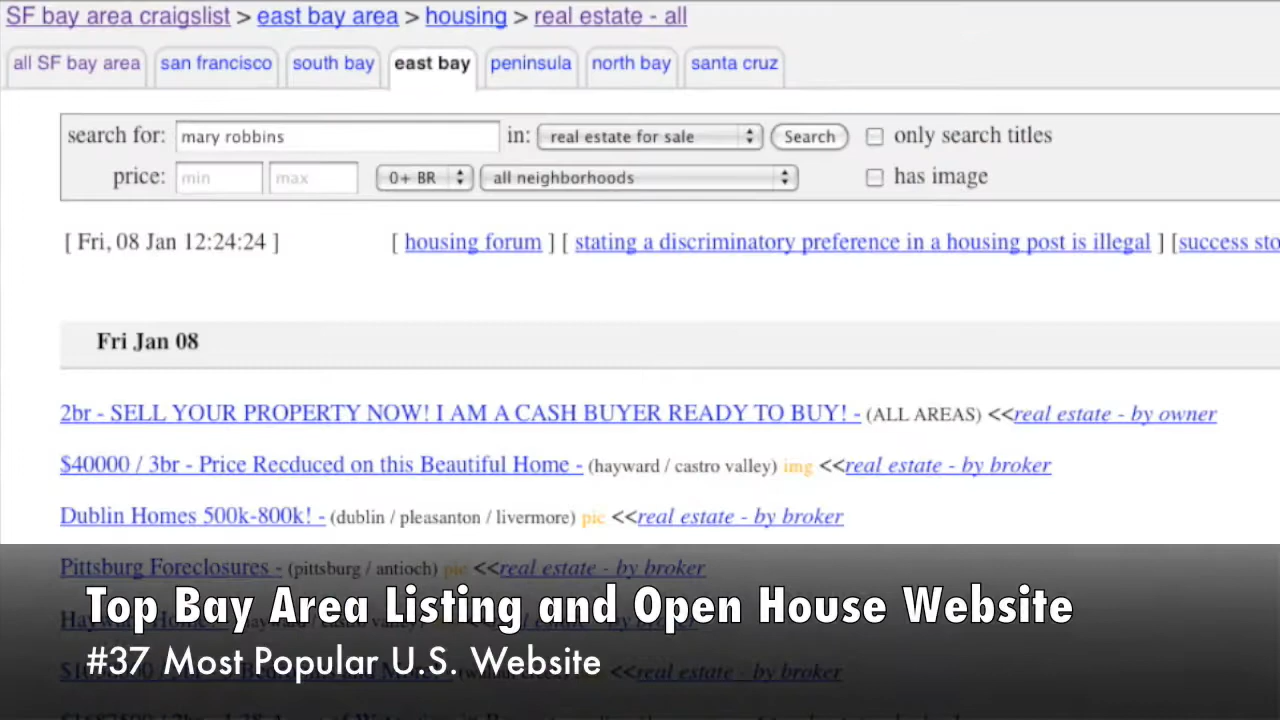 SF bay area craigslist > east bay area > housing > real estate - all
all SF bay area san francisco south bay east bay peninsula north bay santa cruz
search for: mary robbins in: real estate for sale Search only search titles
price: min max 0+ BR all neighborhoods has image
[ Fri, 08 Jan 12:24:24 ] [ housing forum ] [ stating a discriminatory preference in a housing post is illegal ] [success sto
Fri Jan 08
2br - SELL YOUR PROPERTY NOW! I AM A CASH BUYER READY TO BUY! - (ALL AREAS) <<real estate - by owner
$40000 / 3br - Price Recduced on this Beautiful Home - (hayward / castro valley) img <<real estate - by broker
Dublin Homes 500k-800k! - (dublin / pleasanton / livermore) pic <<real estate - by broker
Pittsburg Foreclosures - (pittsburg / antioch) pic <<real estate - by broker
Top Bay Area Listing and Open House Website
#37 Most Popular U.S. Website
<<real estate - by broker